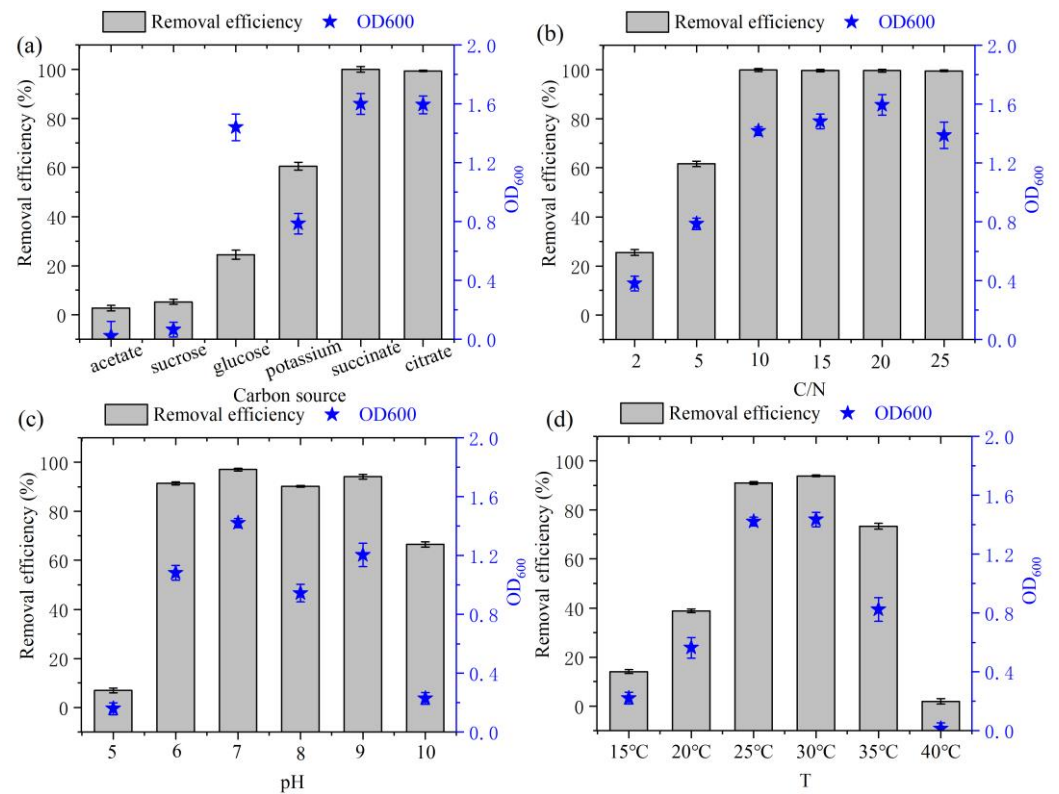 Removal efficiency OD600
(a)
Removal efficiency (%)
100
80
60
40
20
0
2.0
1.6
1.2
0.8
0.4
0.0
OD600
acetate sucrose glucose potassium succinate citrate
Carbon source
Removal efficiency OD600
(b)
Removal efficiency (%)
100
80
60
40
20
0
2.0
1.6
1.2
0.8
0.4
0.0
OD600
2 5 10 15 20 25
C/N
Removal efficiency OD600
(c)
Removal efficiency (%)
100
80
60
40
20
0
2.0
1.6
1.2
0.8
0.4
0.0
OD600
5 6 7 8 9 10
pH
Removal efficiency OD600
(d)
Removal efficiency (%)
100
80
60
40
20
0
2.0
1.6
1.2
0.8
0.4
0.0
OD600
15℃ 20℃ 25℃ 30℃ 35℃ 40℃
T